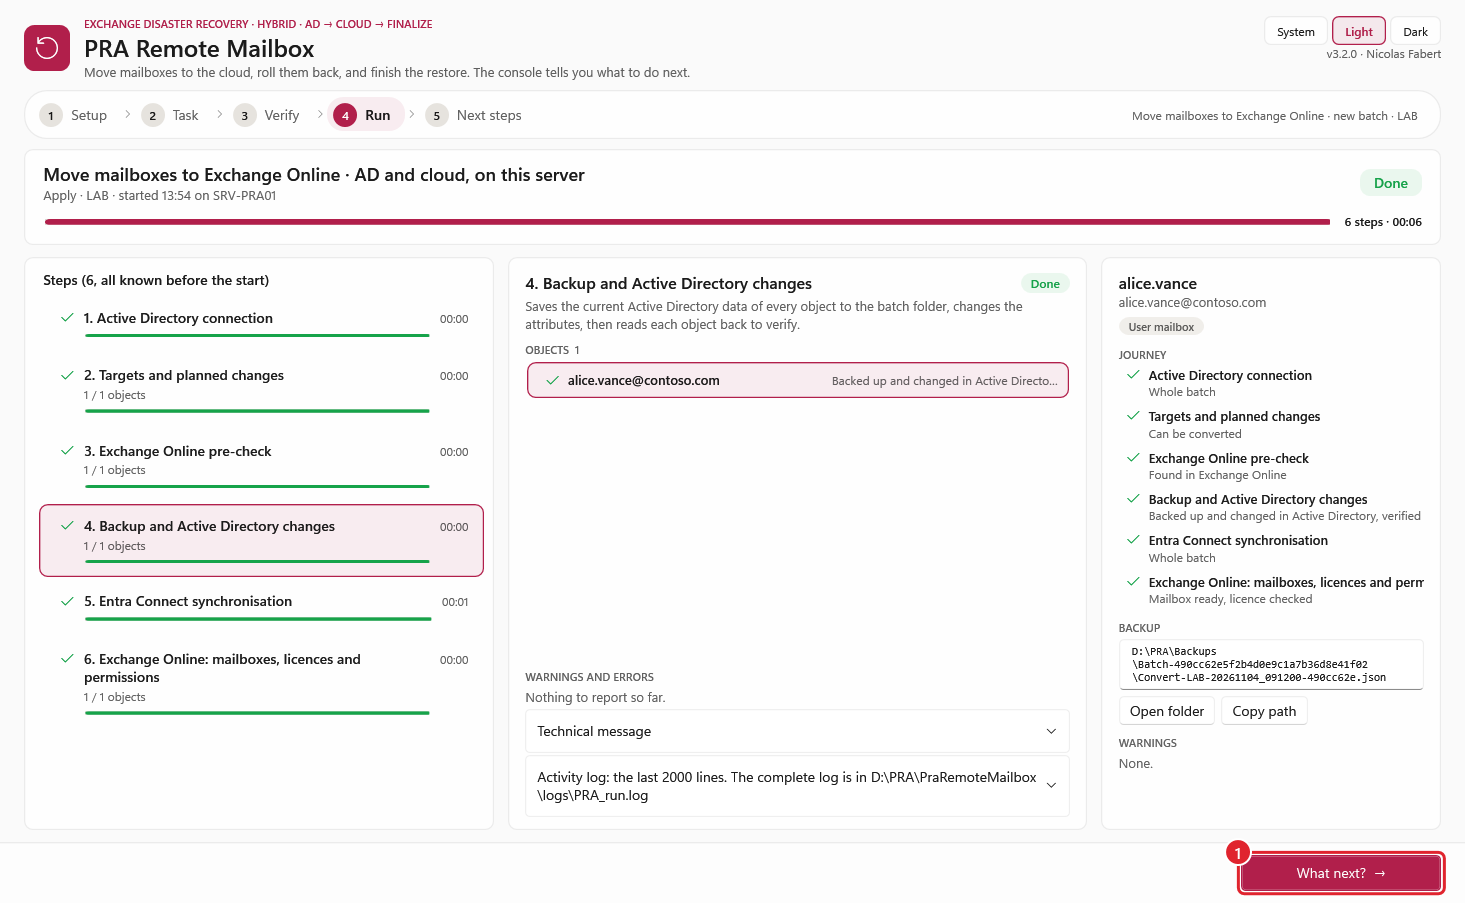 EXCHANGE DISASTER RECOVERY · HYBRID · AD → CLOUD → FINALIZE
PRA Remote Mailbox
Move mailboxes to the cloud, roll them back, and finish the restore. The console tells you what to do next.
System
Light
Dark
v3.2.0 · Nicolas Fabert
1 Setup
2 Task
3 Verify
4 Run
5 Next steps
Move mailboxes to Exchange Online · new batch · LAB
Move mailboxes to Exchange Online · AD and cloud, on this server
Apply · LAB · started 13:54 on SRV-PRA01
Done
6 steps · 00:06
Steps (6, all known before the start)
1. Active Directory connection 00:00
2. Targets and planned changes 00:00
1 / 1 objects
3. Exchange Online pre-check 00:00
1 / 1 objects
4. Backup and Active Directory changes 00:00
1 / 1 objects
5. Entra Connect synchronisation 00:01
6. Exchange Online: mailboxes, licences and 00:00
permissions
1 / 1 objects
4. Backup and Active Directory changes
Done
Saves the current Active Directory data of every object to the batch folder, changes the
attributes, then reads each object back to verify.
OBJECTS 1
alice.vance@contoso.com Backed up and changed in Active Directo...
WARNINGS AND ERRORS
Nothing to report so far.
Technical message
Activity log: the last 2000 lines. The complete log is in D:\PRA\PraRemoteMailbox
\logs\PRA_run.log
alice.vance
alice.vance@contoso.com
User mailbox
JOURNEY
Active Directory connection
Whole batch
Targets and planned changes
Can be converted
Exchange Online pre-check
Found in Exchange Online
Backup and Active Directory changes
Backed up and changed in Active Directory, verified
Entra Connect synchronisation
Whole batch
Exchange Online: mailboxes, licences and perm
Mailbox ready, licence checked
BACKUP
D:\PRA\Backups
\Batch-490cc62e5f2b4d0e9c1a7b36d8e41f02
\Convert-LAB-20261104_091200-490cc62e.json
Open folder
Copy path
WARNINGS
None.
1
What next? →